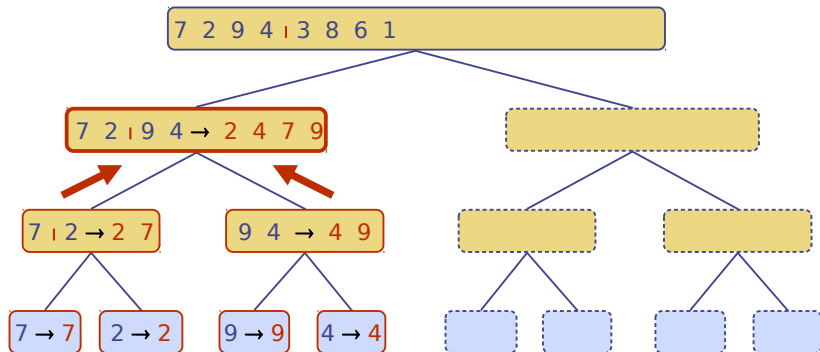 7 2 9 4 | 3 8 6 1
7 2 | 9 4 → 2 4 7 9
7 | 2 → 2 7
9 4 → 4 9
7 → 7
2 → 2
9 → 9
4 → 4